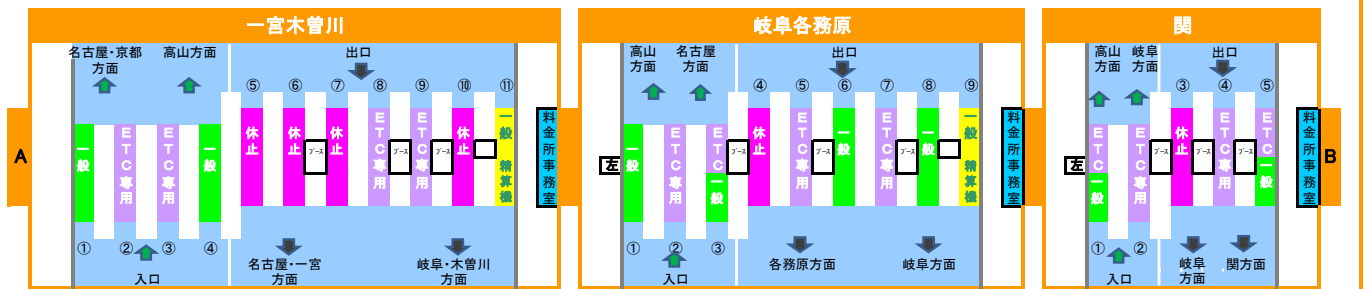 一宮木曽川
名古屋・京都
方面
高山方面
出口
⑤
⑥
⑦
⑧
⑨
⑩
⑪
一般
ETC専用
ETC専用
一般
休止
休止
ブース
休止
ETC専用
ブース
ETC専用
ブース
休止
一般 精算機
料金所事務室
A
①
②
③
④
入口
名古屋・一宮
方面
岐阜・木曽川
方面
岐阜各務原
高山
方面
名古屋
方面
出口
④
⑤
⑥
⑦
⑧
⑨
左
一般
ETC専用
ETC
一般
ブース
休止
ETC専用
ブース
一般
ETC専用
ブース
一般
一般 精算機
料金所事務室
①
②
③
入口
各務原方面
岐阜方面
関
高山
方面
岐阜
方面
出口
③
④
⑤
左
ETC
一般
ETC専用
ブース
休止
ブース
ETC専用
ブース
ETC
一般
料金所事務室
B
①
②
入口
岐阜
方面
関方面